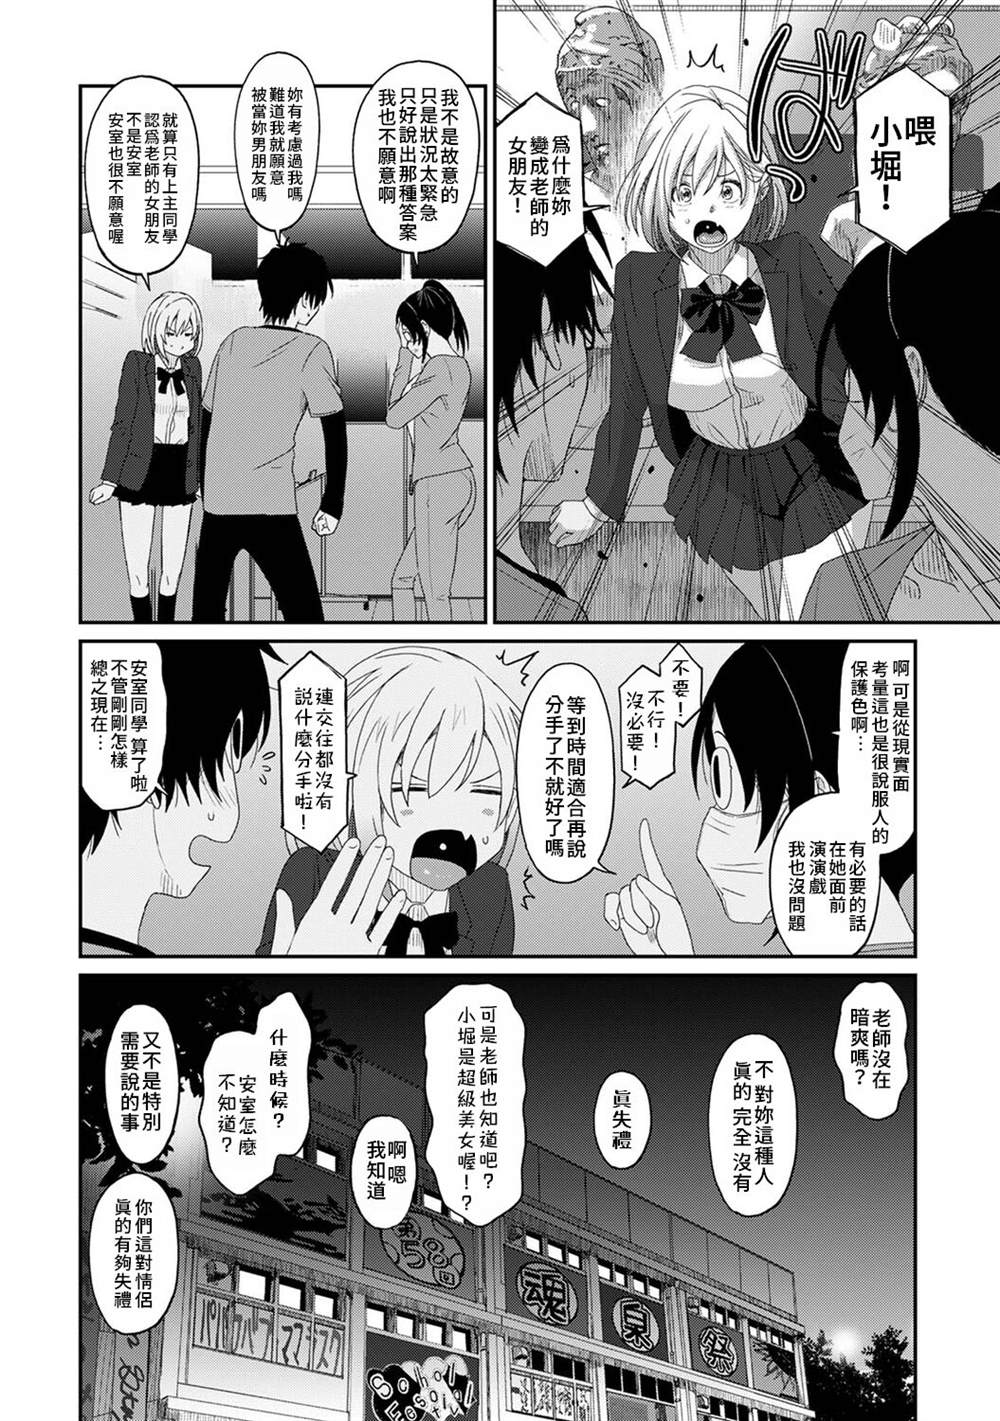 喂
小堀！
ばん
爲什麼妳
變成老師的
女朋友！
我不是故意的
只是狀況太緊急
只好說出那種答案
我也不願意啊
妳有考慮過我嗎
難道我就願意
被當妳男朋友嗎
就算只有上主同學
認爲老師的女朋友
不是安室
安室也很不願意喔
啊 可是從現實面
考量這也是很說服人的
保護色啊…
有必要的話
在她面前
演演戲
我也沒問題
不要！
不行！
沒必要！
等到時間適合再說
分手了不就好了嗎
連交往都沒有
説什麼分手啦！
安室同學 算了啦
不管剛剛怎樣
總之現在…
老師沒在
暗爽嗎？
不 對妳這種人
眞的 完全 沒有
眞失禮
可是老師也知道吧？
小堀是超級美女喔！？
啊 嗯
我知道
什麼時候？
安室怎麼
不知道？
又不是特別
需要說的事
你們這對情侶
眞的有夠失禮
第
58
回
魂
泉
祭